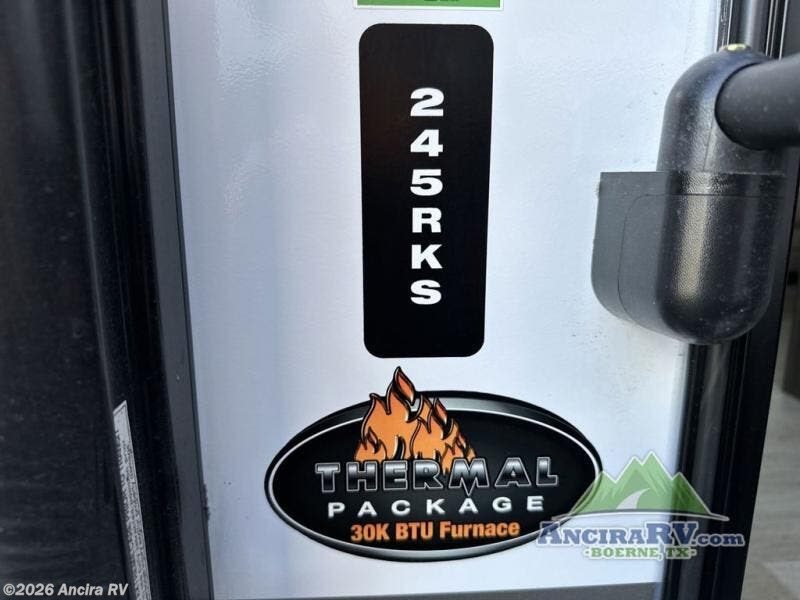 245RKS
THERMAL
PACKAGE
30K BTU Furnace
ANCIRARV.com
-BOERNE, TX-
©2026 Ancira RV